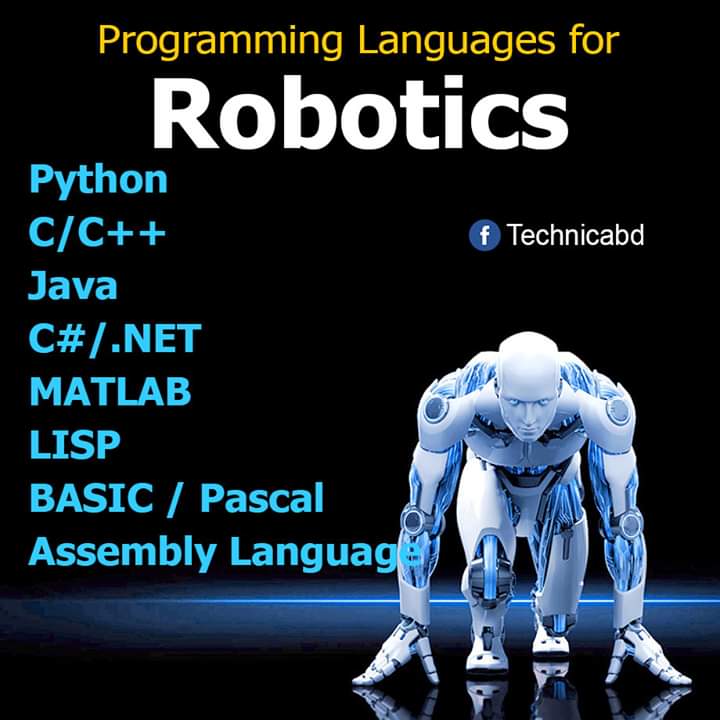 Programming Languages for
Robotics
Python
C/C++
Technicabd
Java
C#/.NET
MATLAB
LISP
BASIC / Pascal
Assembly Language